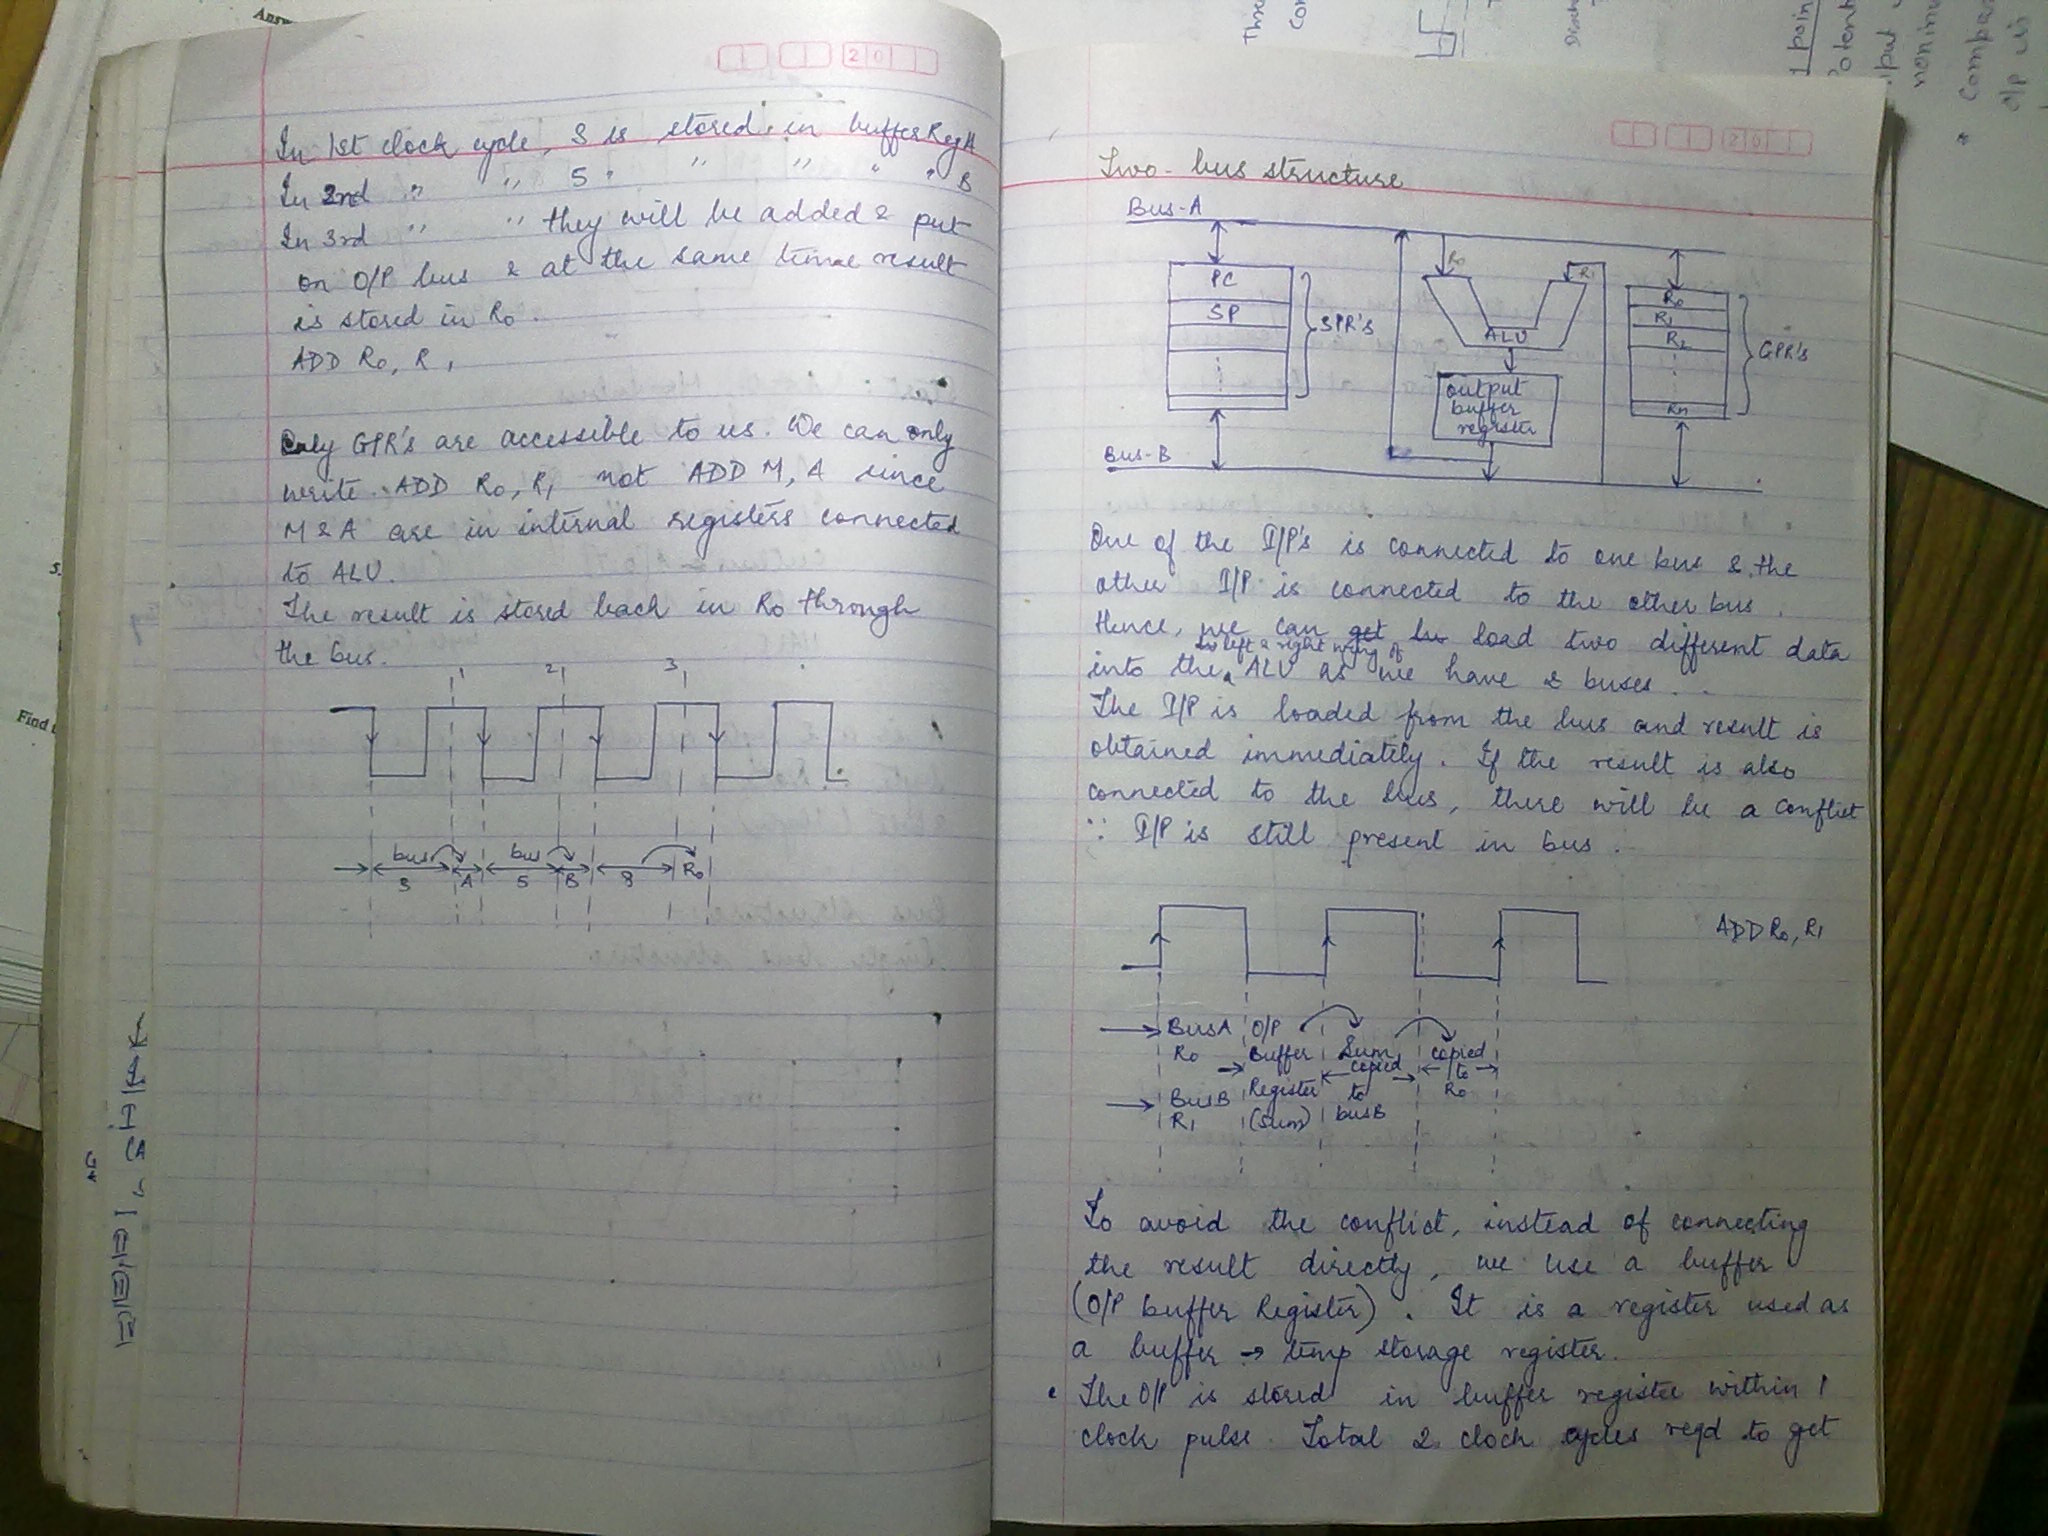 In 1st clock cycle, 3 is stored in buffer Reg A
In 2nd " " 5 " " " " " B
In 3rd " " they will be added & put
on O/P bus & at the same time result
is stored in R0.
ADD R0, R1
Only GPR's are accessible to us. We can only
write ADD R0, R1 not ADD M, A since
M & A are in internal registers connected
to ALU.
The result is stored back in R0 through
the bus.
1 2 3
bus bus
3 A 5 B 8 R0
Two-bus structure
Bus-A
PC
SP
SPR's
R0
R1
ALU
output
buffer
register
R0
R1
R2
Rn
GPR's
Bus-B
One of the I/P's is connected to one bus & the
other I/P is connected to the other bus.
Hence, we can get load two different data
left & right wing of
into the ALU as we have 2 buses.
The I/P is loaded from the bus and result is
obtained immediately. If the result is also
connected to the bus, there will be a conflict
∵ I/P is still present in bus.
ADD R0, R1
Bus A O/P
R0 Buffer Sum copied
Register copied to
Bus B to R0
R1 (sum) bus B
To avoid the conflict, instead of connecting
the result directly, we use a buffer
(O/P buffer Register). It is a register used as
a buffer → temp storage register.
• The O/P is stored in buffer register within 1
clock pulse. Total 2 clock cycles reqd to get
Find t